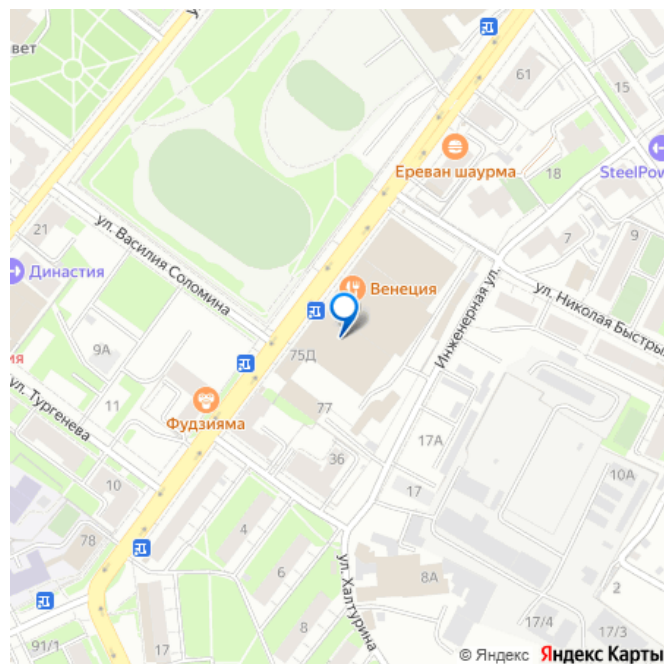 вет
61
15
Ереван шаурма
SteelPow
18
ул. Василия Соломина
21
9
7
Династия
Венеция
Инженерная ул.
ул. Николая Быстры
9А
75Д
ия
11
Фудзияма
77
ул. Тургенева
17А
36
10А
10
17
4
78
6
ул. Халтурина
8А
2
8
17/4
17/3
91/1
17
© Яндекс Яндекс Карты